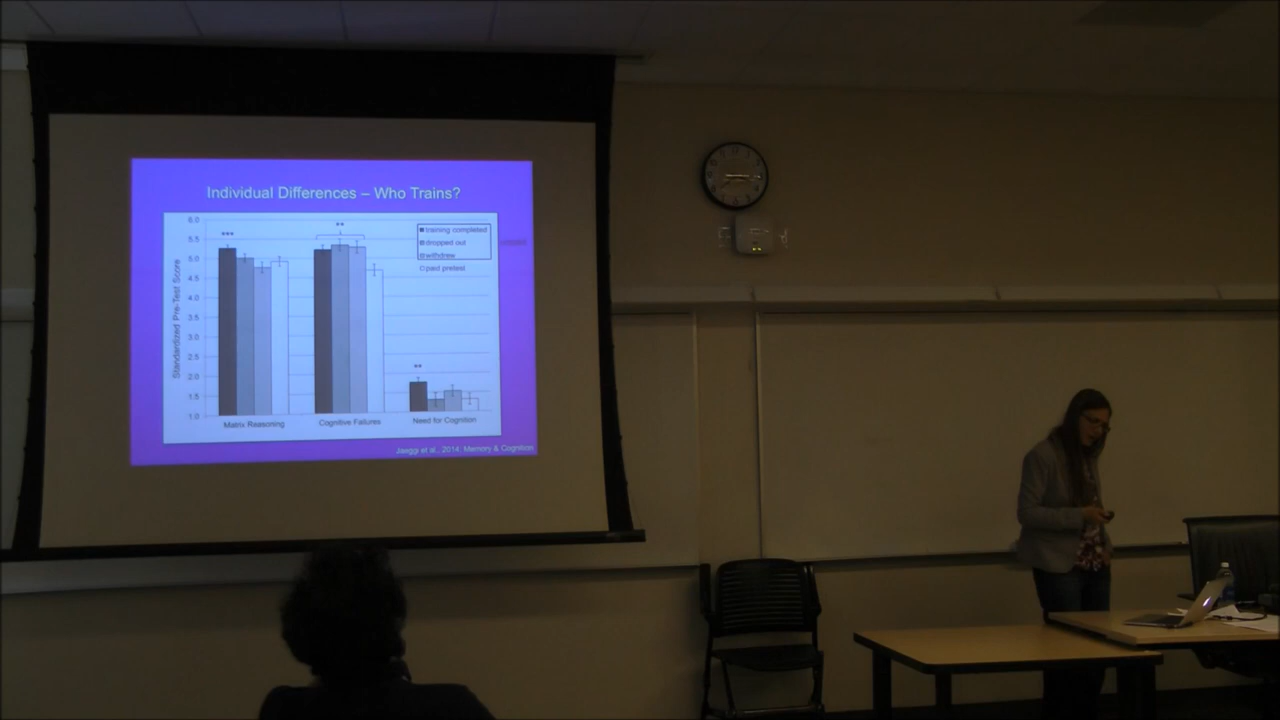 Individual Differences – Who Trains?
Standardized Pre-Test Score
6.0
5.5
5.0
4.5
4.0
3.5
3.0
2.5
2.0
1.5
1.0
***
**
**
training completed
dropped out
withdrew
past pretest
Matrix Reasoning
Cognitive Failures
Need for Cognition
Jaeggi et al., 2014, Memory & Cognition